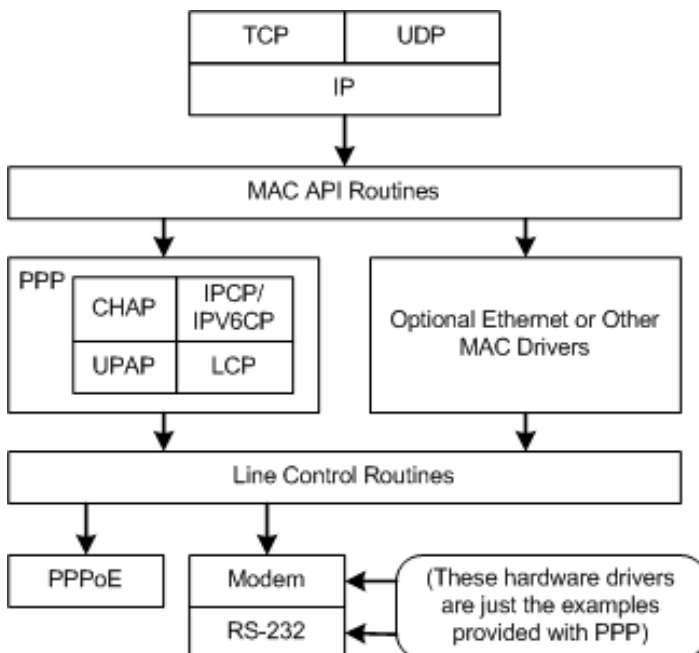 TCP UDP
IP
MAC API Routines
PPP
CHAP IPCP/
IPV6CP
UPAP LCP
Optional Ethernet or Other
MAC Drivers
Line Control Routines
PPPoE
Modem
RS-232
(These hardware drivers
are just the examples
provided with PPP)